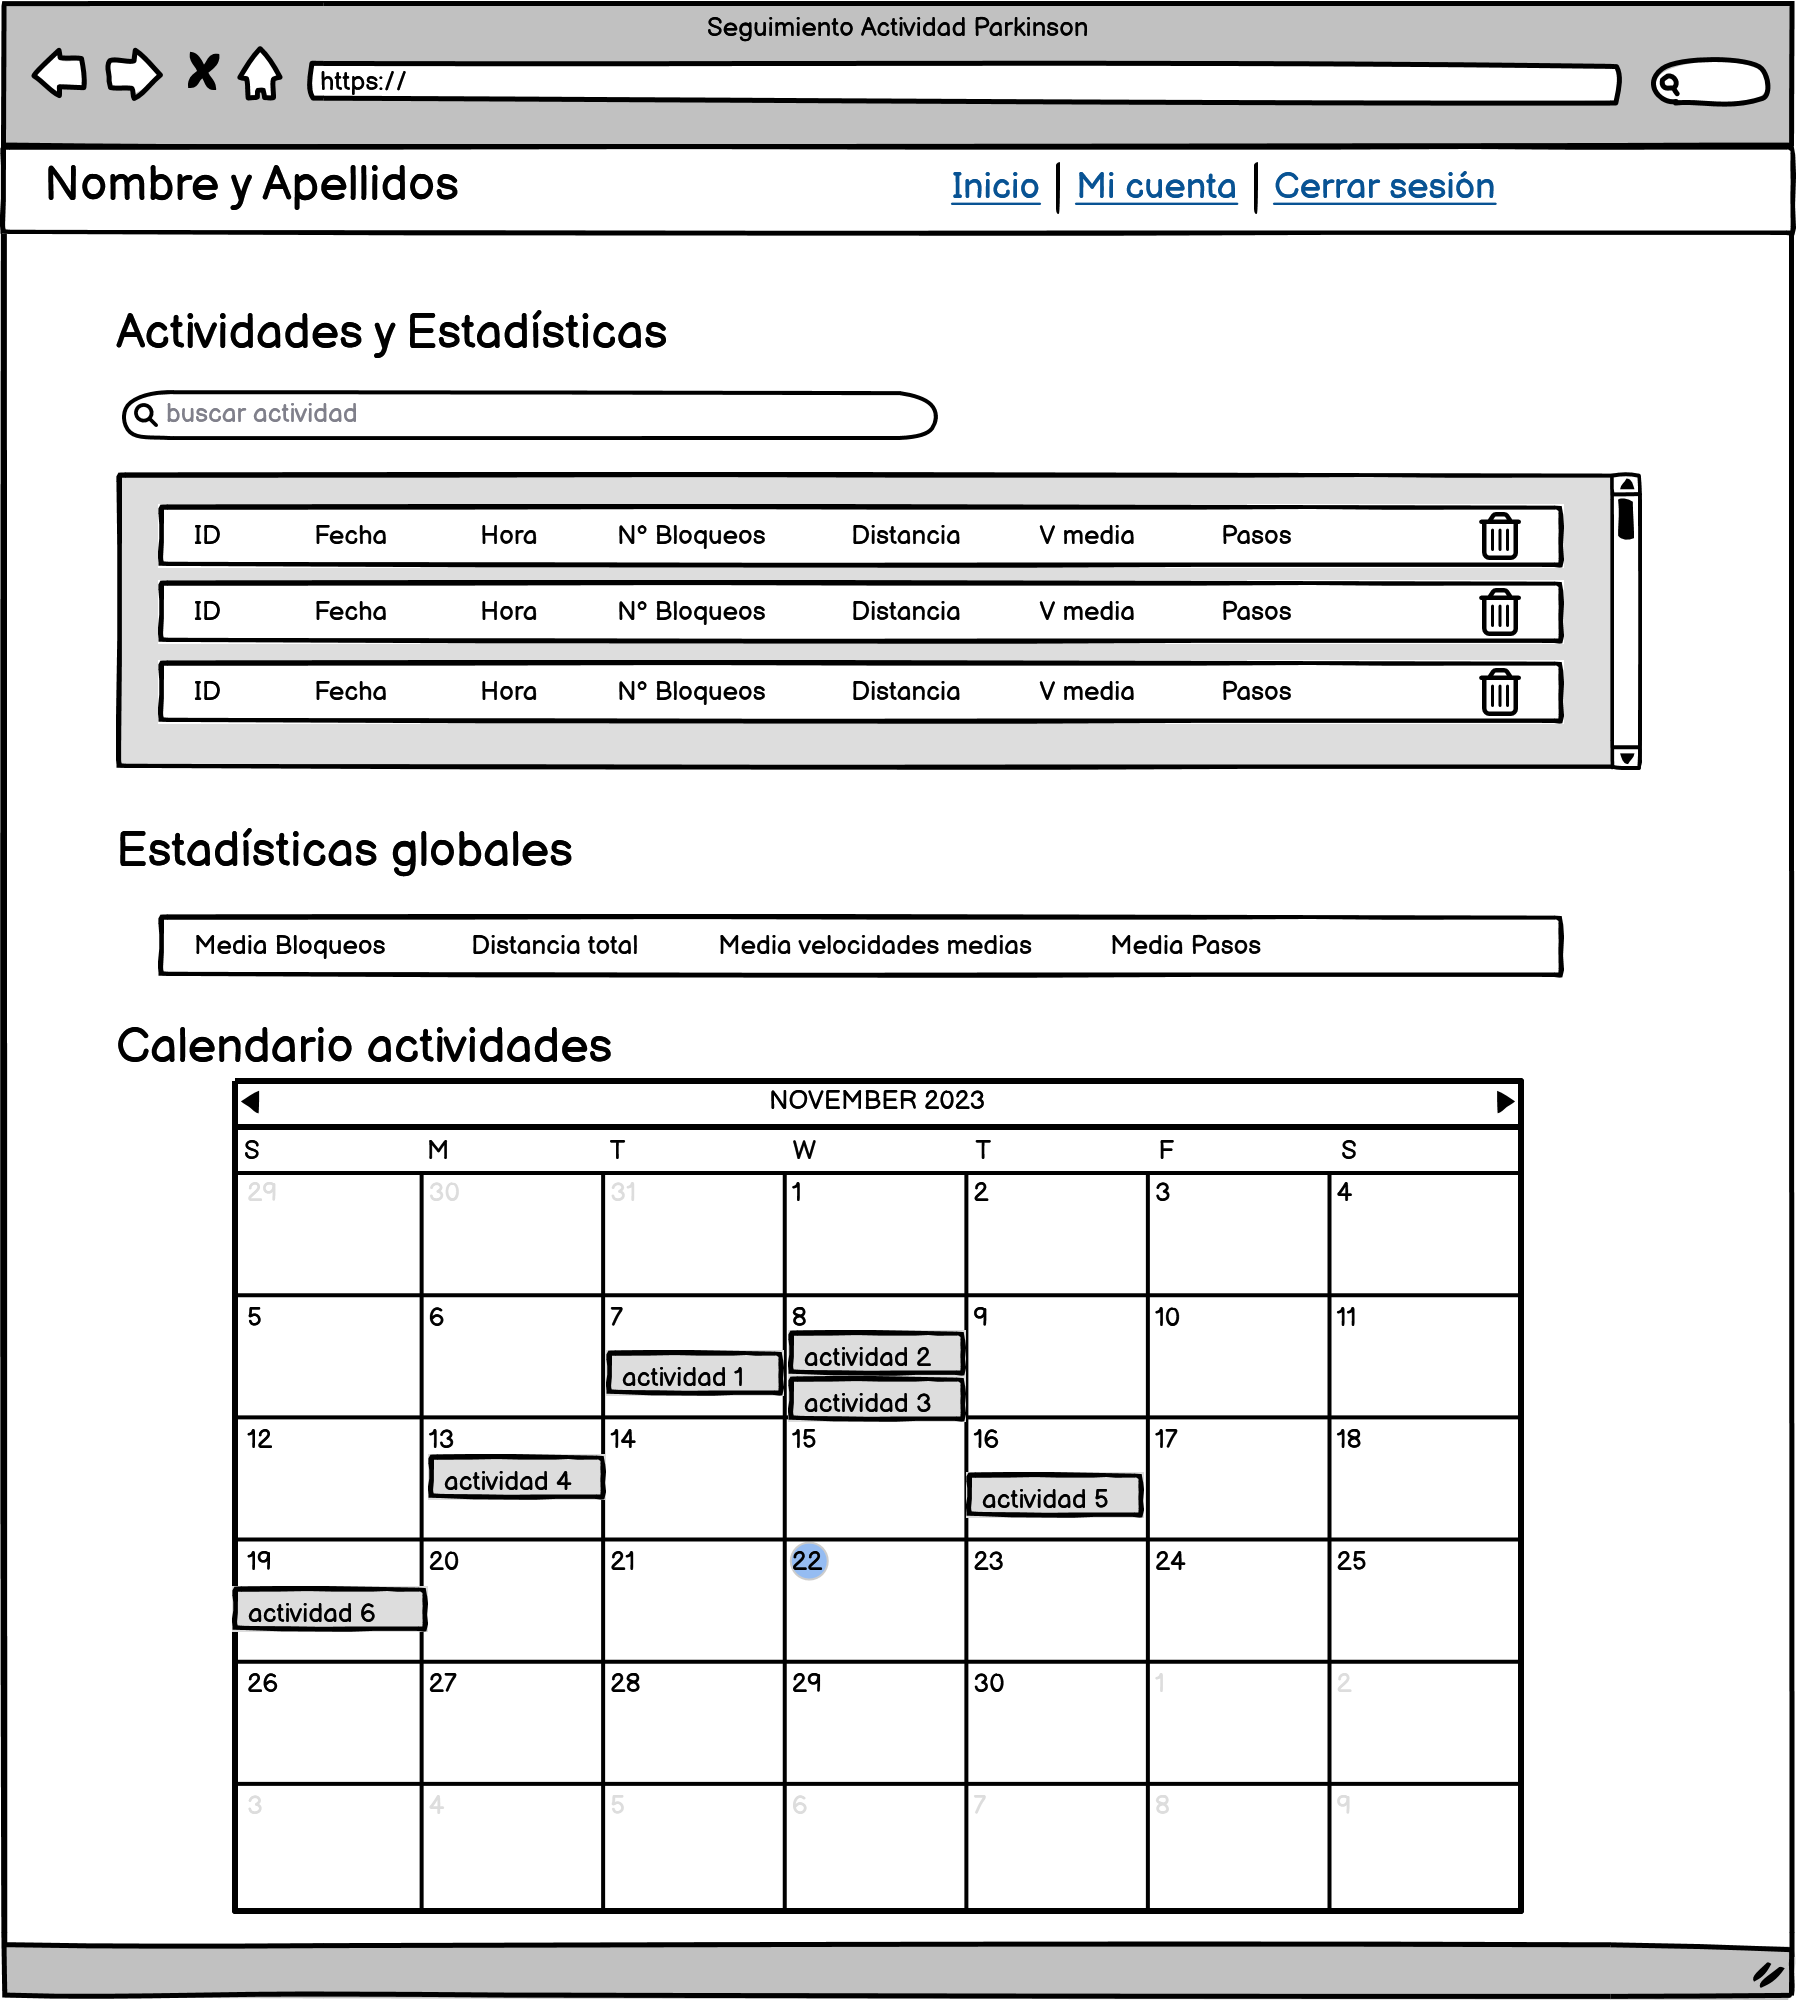 Seguimiento Actividad Parkinson
https://
Nombre y Apellidos
Inicio | Mi cuenta | Cerrar sesión
Actividades y Estadísticas
buscar actividad
ID Fecha Hora Nº Bloqueos Distancia V media Pasos
ID Fecha Hora Nº Bloqueos Distancia V media Pasos
ID Fecha Hora Nº Bloqueos Distancia V media Pasos
Estadísticas globales
Media Bloqueos Distancia total Media velocidades medias Media Pasos
Calendario actividades
NOVEMBER 2023
S M T W T F S
29 30 31 1 2 3 4
5 6 7 8 9 10 11
actividad 2
actividad 1
actividad 3
12 13 14 15 16 17 18
actividad 4
actividad 5
19 20 21 22 23 24 25
actividad 6
26 27 28 29 30 1 2
3 4 5 6 7 8 9